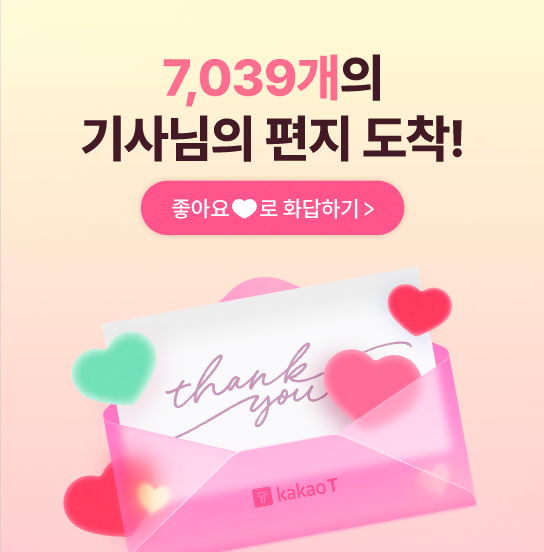 7,039개의
기사님의 편지 도착!
좋아요🤍로 화답하기 >
thank
you
kakao T